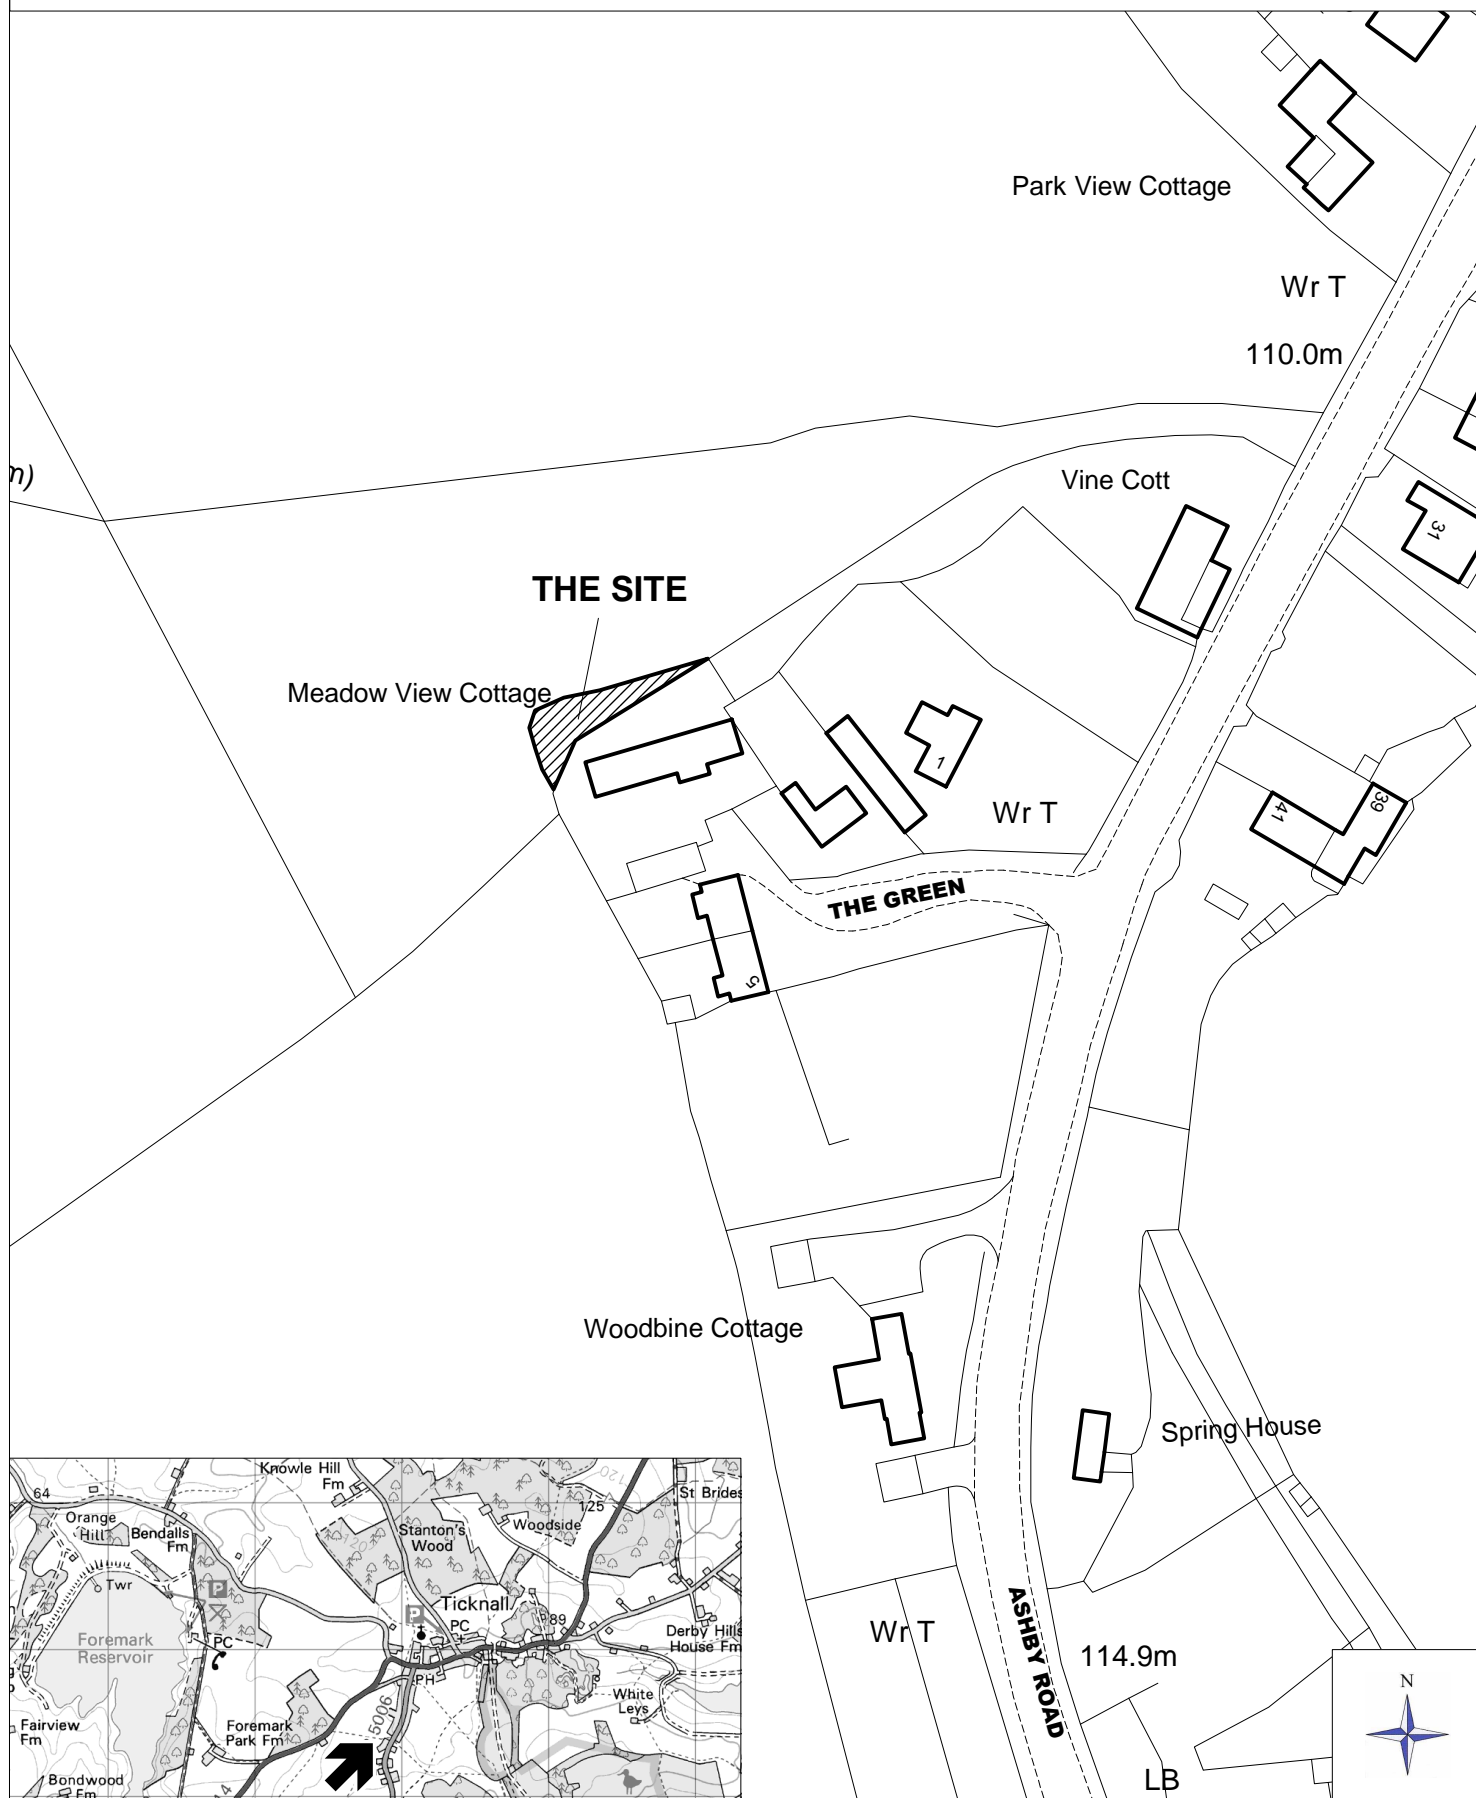 Park View Cottage
Wr T
110.0m
m)
Vine Cott
31
THE SITE
Meadow View Cottage
1
Wr T
39
41
THE GREEN
5
Woodbine Cottage
Spring House
ASHBY ROAD
Wr T
114.9m
LB
N
Knowle Hill
Fm
120
64
125
St Brides
Orange
Hill
Bendalls
Fm
Stanton's
Wood
120
Woodside
Twr
P
Ticknall
P
PC
89
Foremark
Reservoir
PC
Derby Hills
House Fm
PH
White
Leys
5006
Fairview
Fm
Foremark
Park Fm
Bondwood
Fm